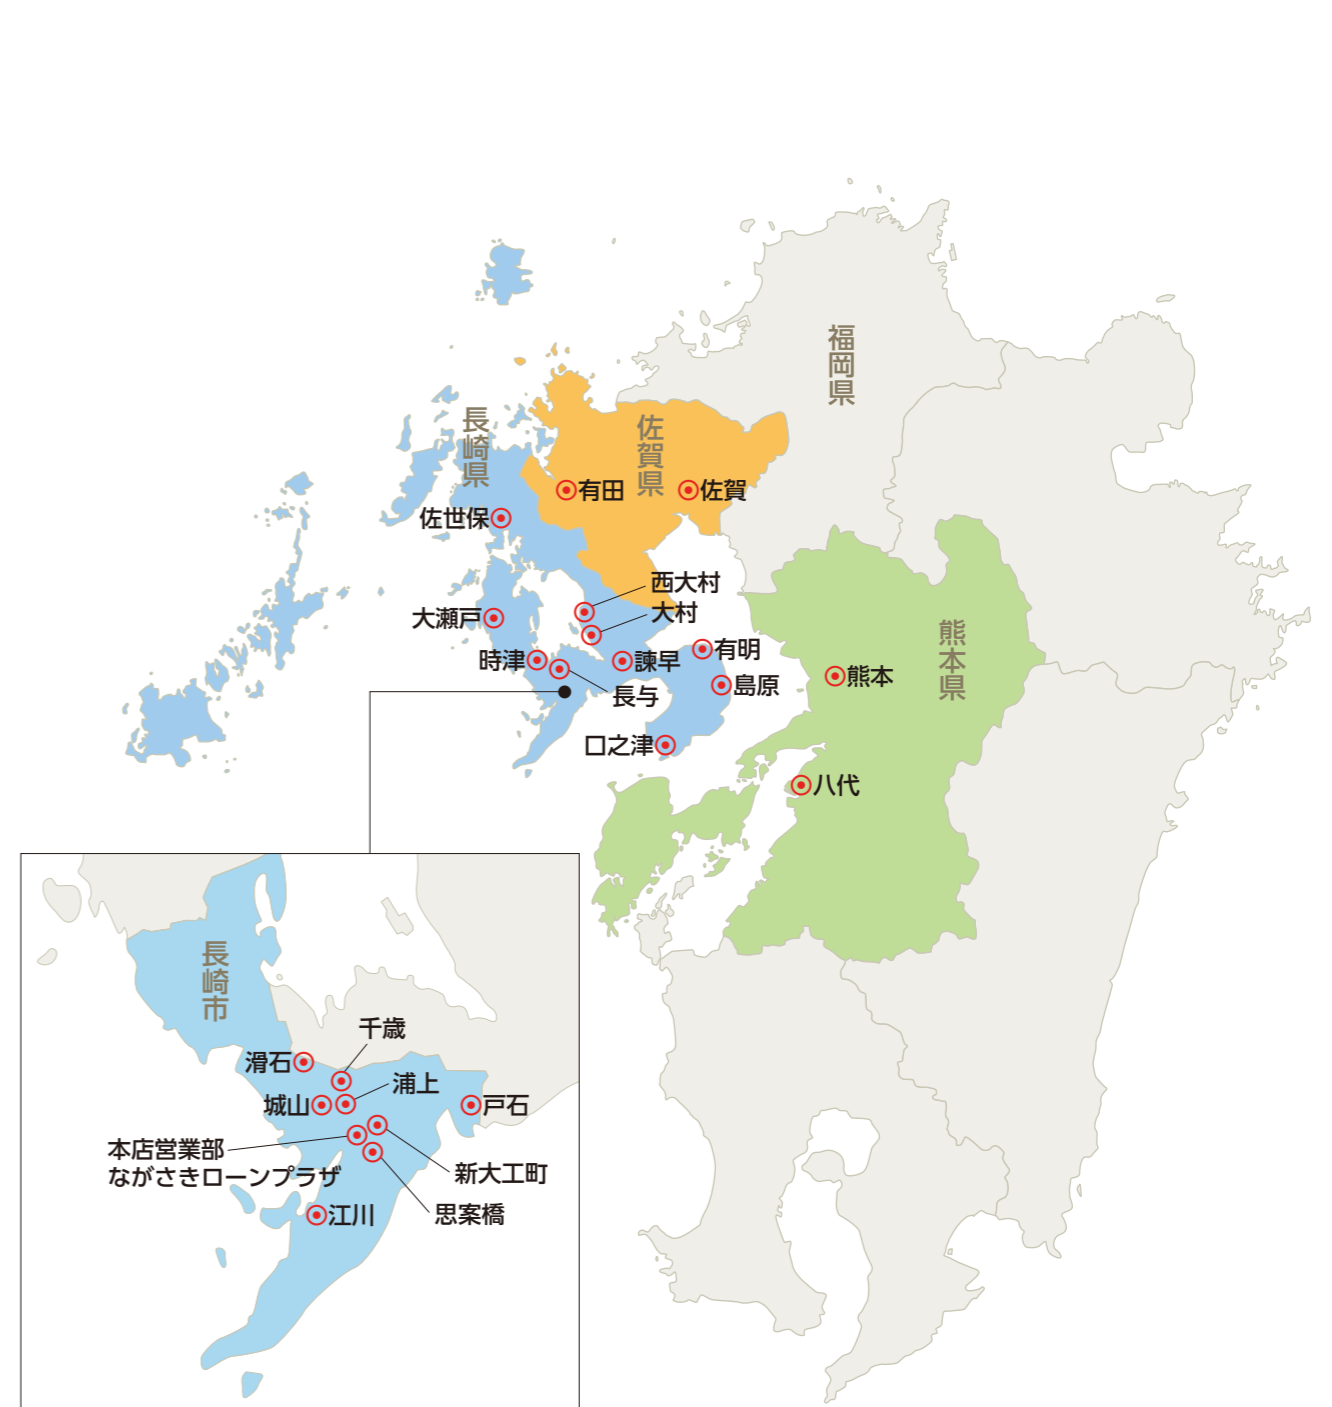 福岡県
長崎県
佐賀県
有田
佐賀
佐世保
西大村
大村
大瀬戸
時津
諫早
有明
長与
島原
熊本県
熊本
口之津
八代
長崎市
千歳
滑石
浦上
城山
戸石
本店営業部
ながさきローンプラザ
新大工町
思案橋
江川